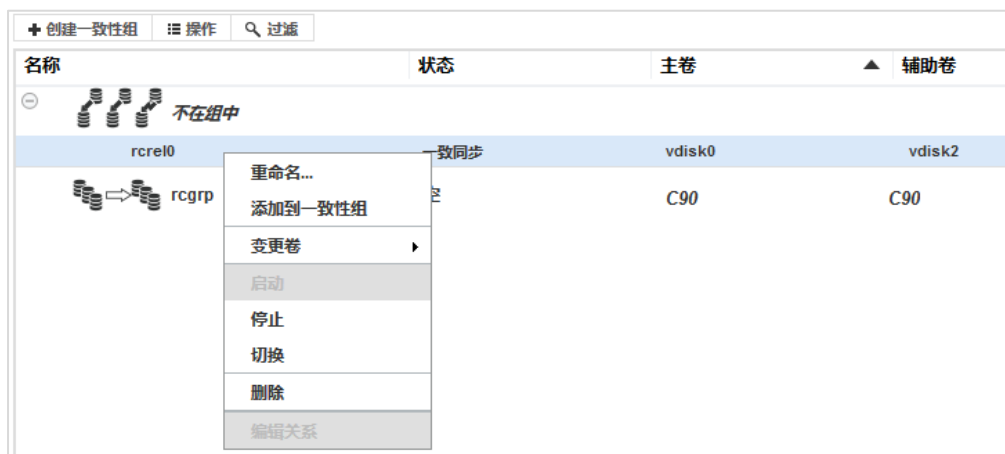 创建一致性组 操作 过滤
名称 状态 主卷 辅助卷
不在组中
rcrel0 一致同步 vdisk0 vdisk2
rcgrp C90 C90
重命名...
添加到一致性组
变更卷
启动
停止
切换
删除
编辑关系